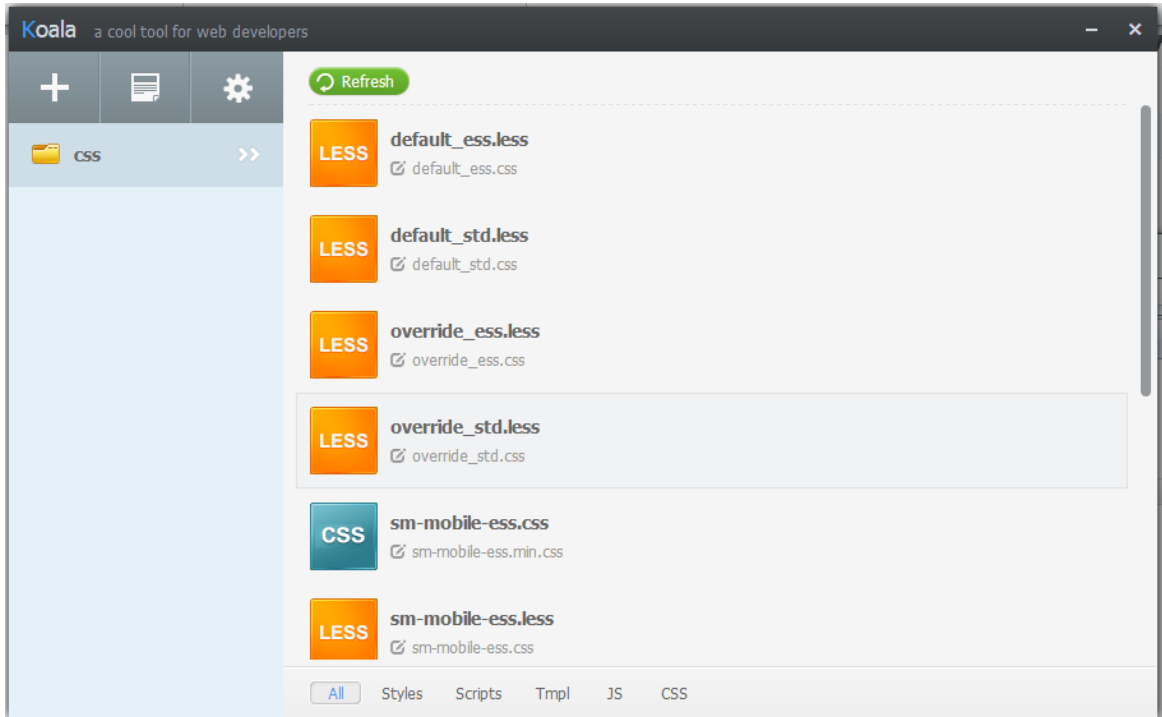 Koala a cool tool for web developers
Refresh
css
LESS
default_ess.less
default_ess.css
LESS
default_std.less
default_std.css
LESS
override_ess.less
override_ess.css
LESS
override_std.less
override_std.css
CSS
sm-mobile-ess.css
sm-mobile-ess.min.css
LESS
sm-mobile-ess.less
sm-mobile-ess.css
All Styles Scripts Tmpl JS CSS